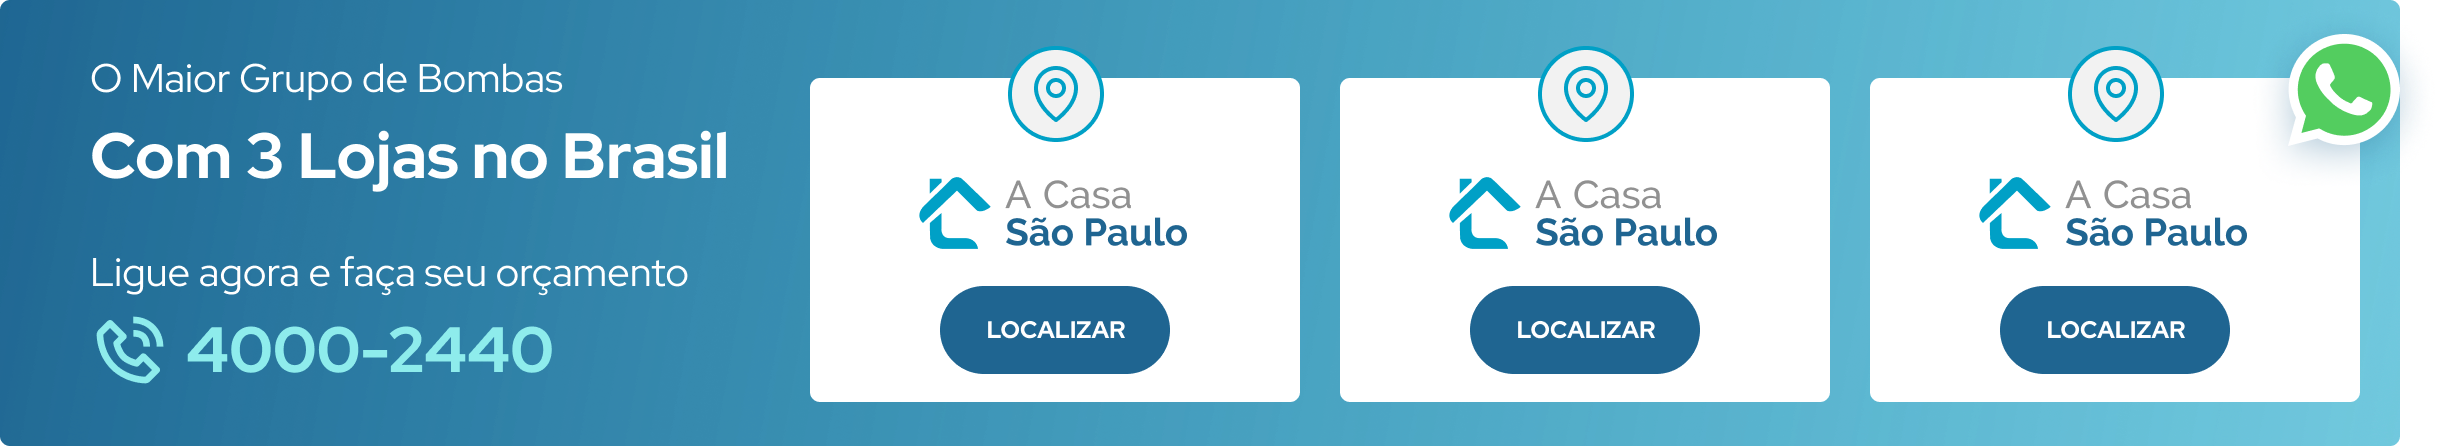 O Maior Grupo de Bombas
Com 3 Lojas no Brasil
Ligue agora e faça seu orçamento
4000-2440
A Casa
São Paulo
LOCALIZAR
A Casa
São Paulo
LOCALIZAR
A Casa
São Paulo
LOCALIZAR